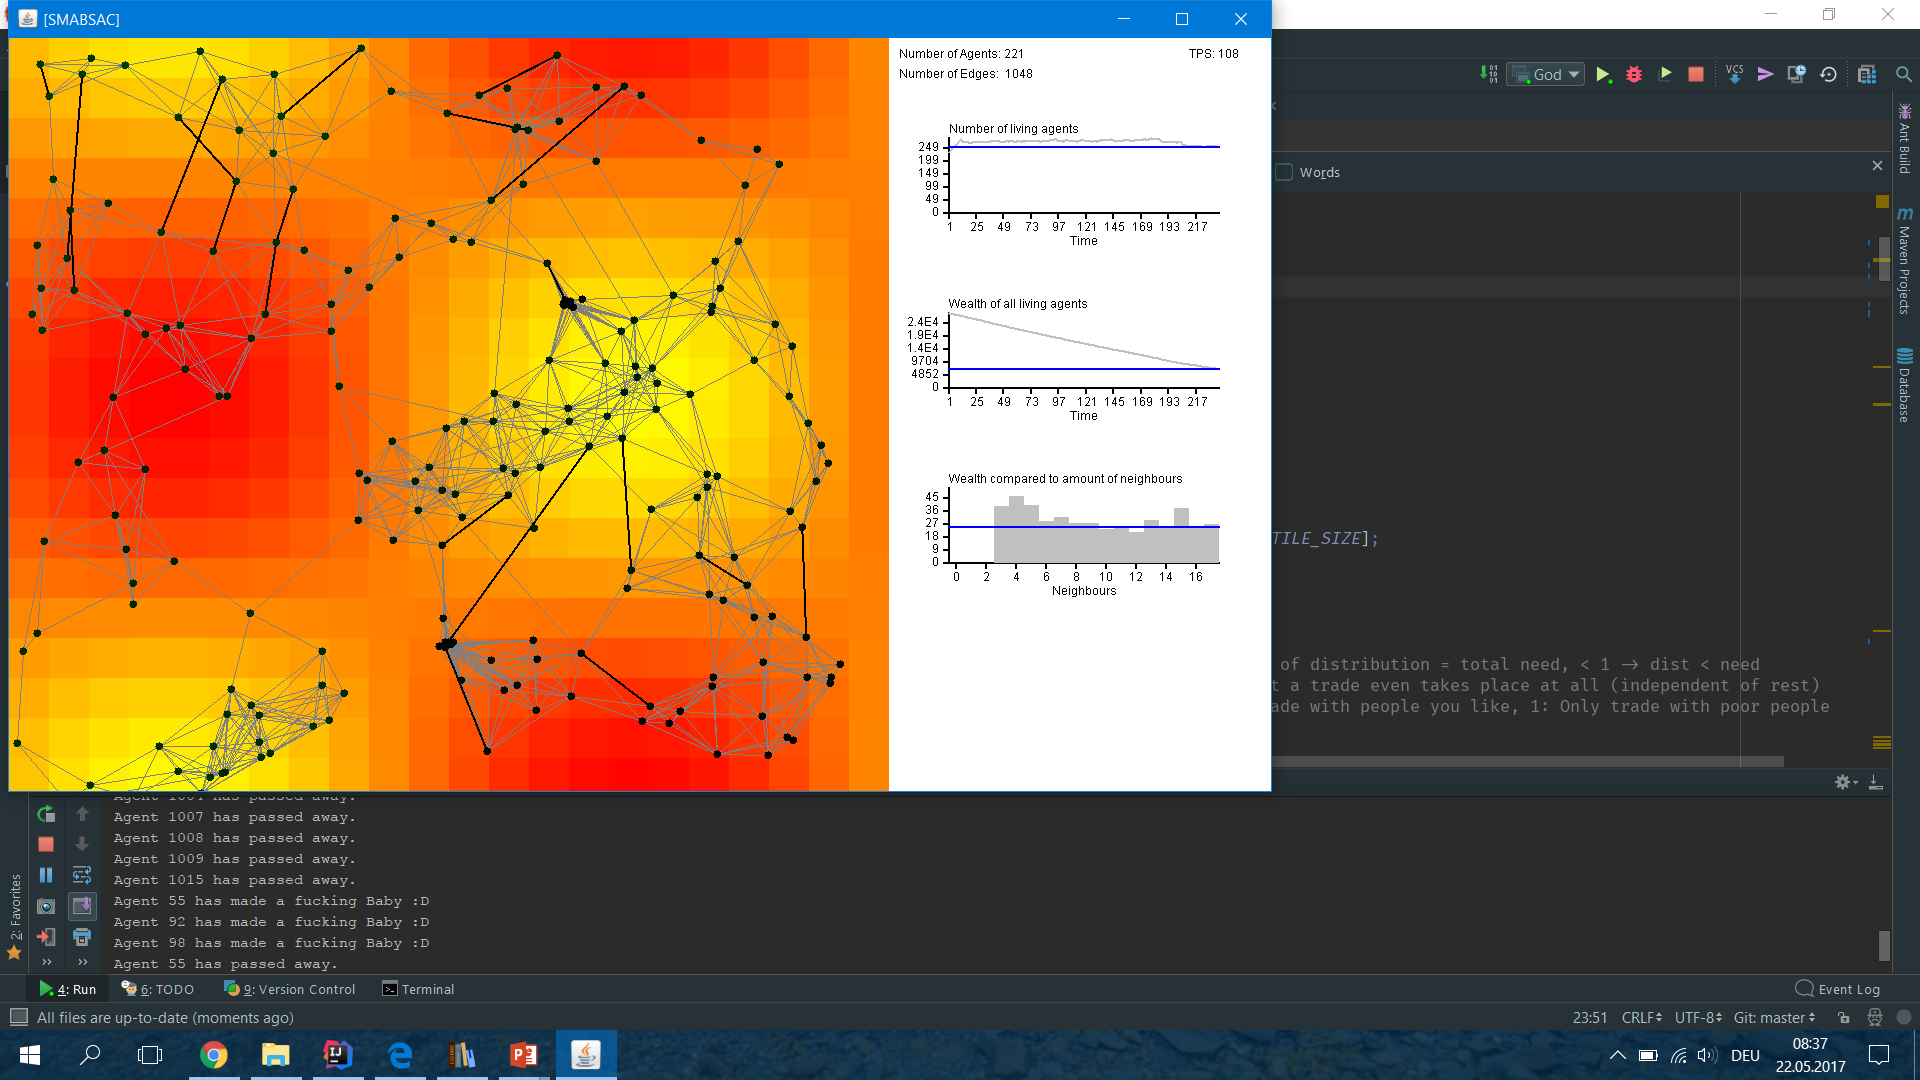 [SMABSAC]
Number of Agents: 221
TPS: 108
Number of Edges: 1048
Number of living agents
249
199
149
99
49
0
1 25 49 73 97 121 145 169 193 217
Time
Wealth of all living agents
2.4E4
1.9E4
1.4E4
9704
4852
0
1 25 49 73 97 121 145 169 193 217
Time
Wealth compared to amount of neighbours
45
36
27
18
9
0
0 2 4 6 8 10 12 14 16
Neighbours
God
VCS
Words
TILE_SIZE];
of distribution = total need, < 1 -> dist < need
t a trade even takes place at all (independent of rest)
ade with people you like, 1: Only trade with poor people
Ant Build
Maven Projects
Database
2: Favorites
Agent 1007 has passed away.
Agent 1008 has passed away.
Agent 1009 has passed away.
Agent 1015 has passed away.
Agent 55 has made a fucking Baby :D
Agent 92 has made a fucking Baby :D
Agent 98 has made a fucking Baby :D
Agent 55 has passed away.
4: Run
6: TODO
9: Version Control
Terminal
Event Log
All files are up-to-date (moments ago)
23:51
CRLF
UTF-8
Git: master
DEU
08:37
22.05.2017